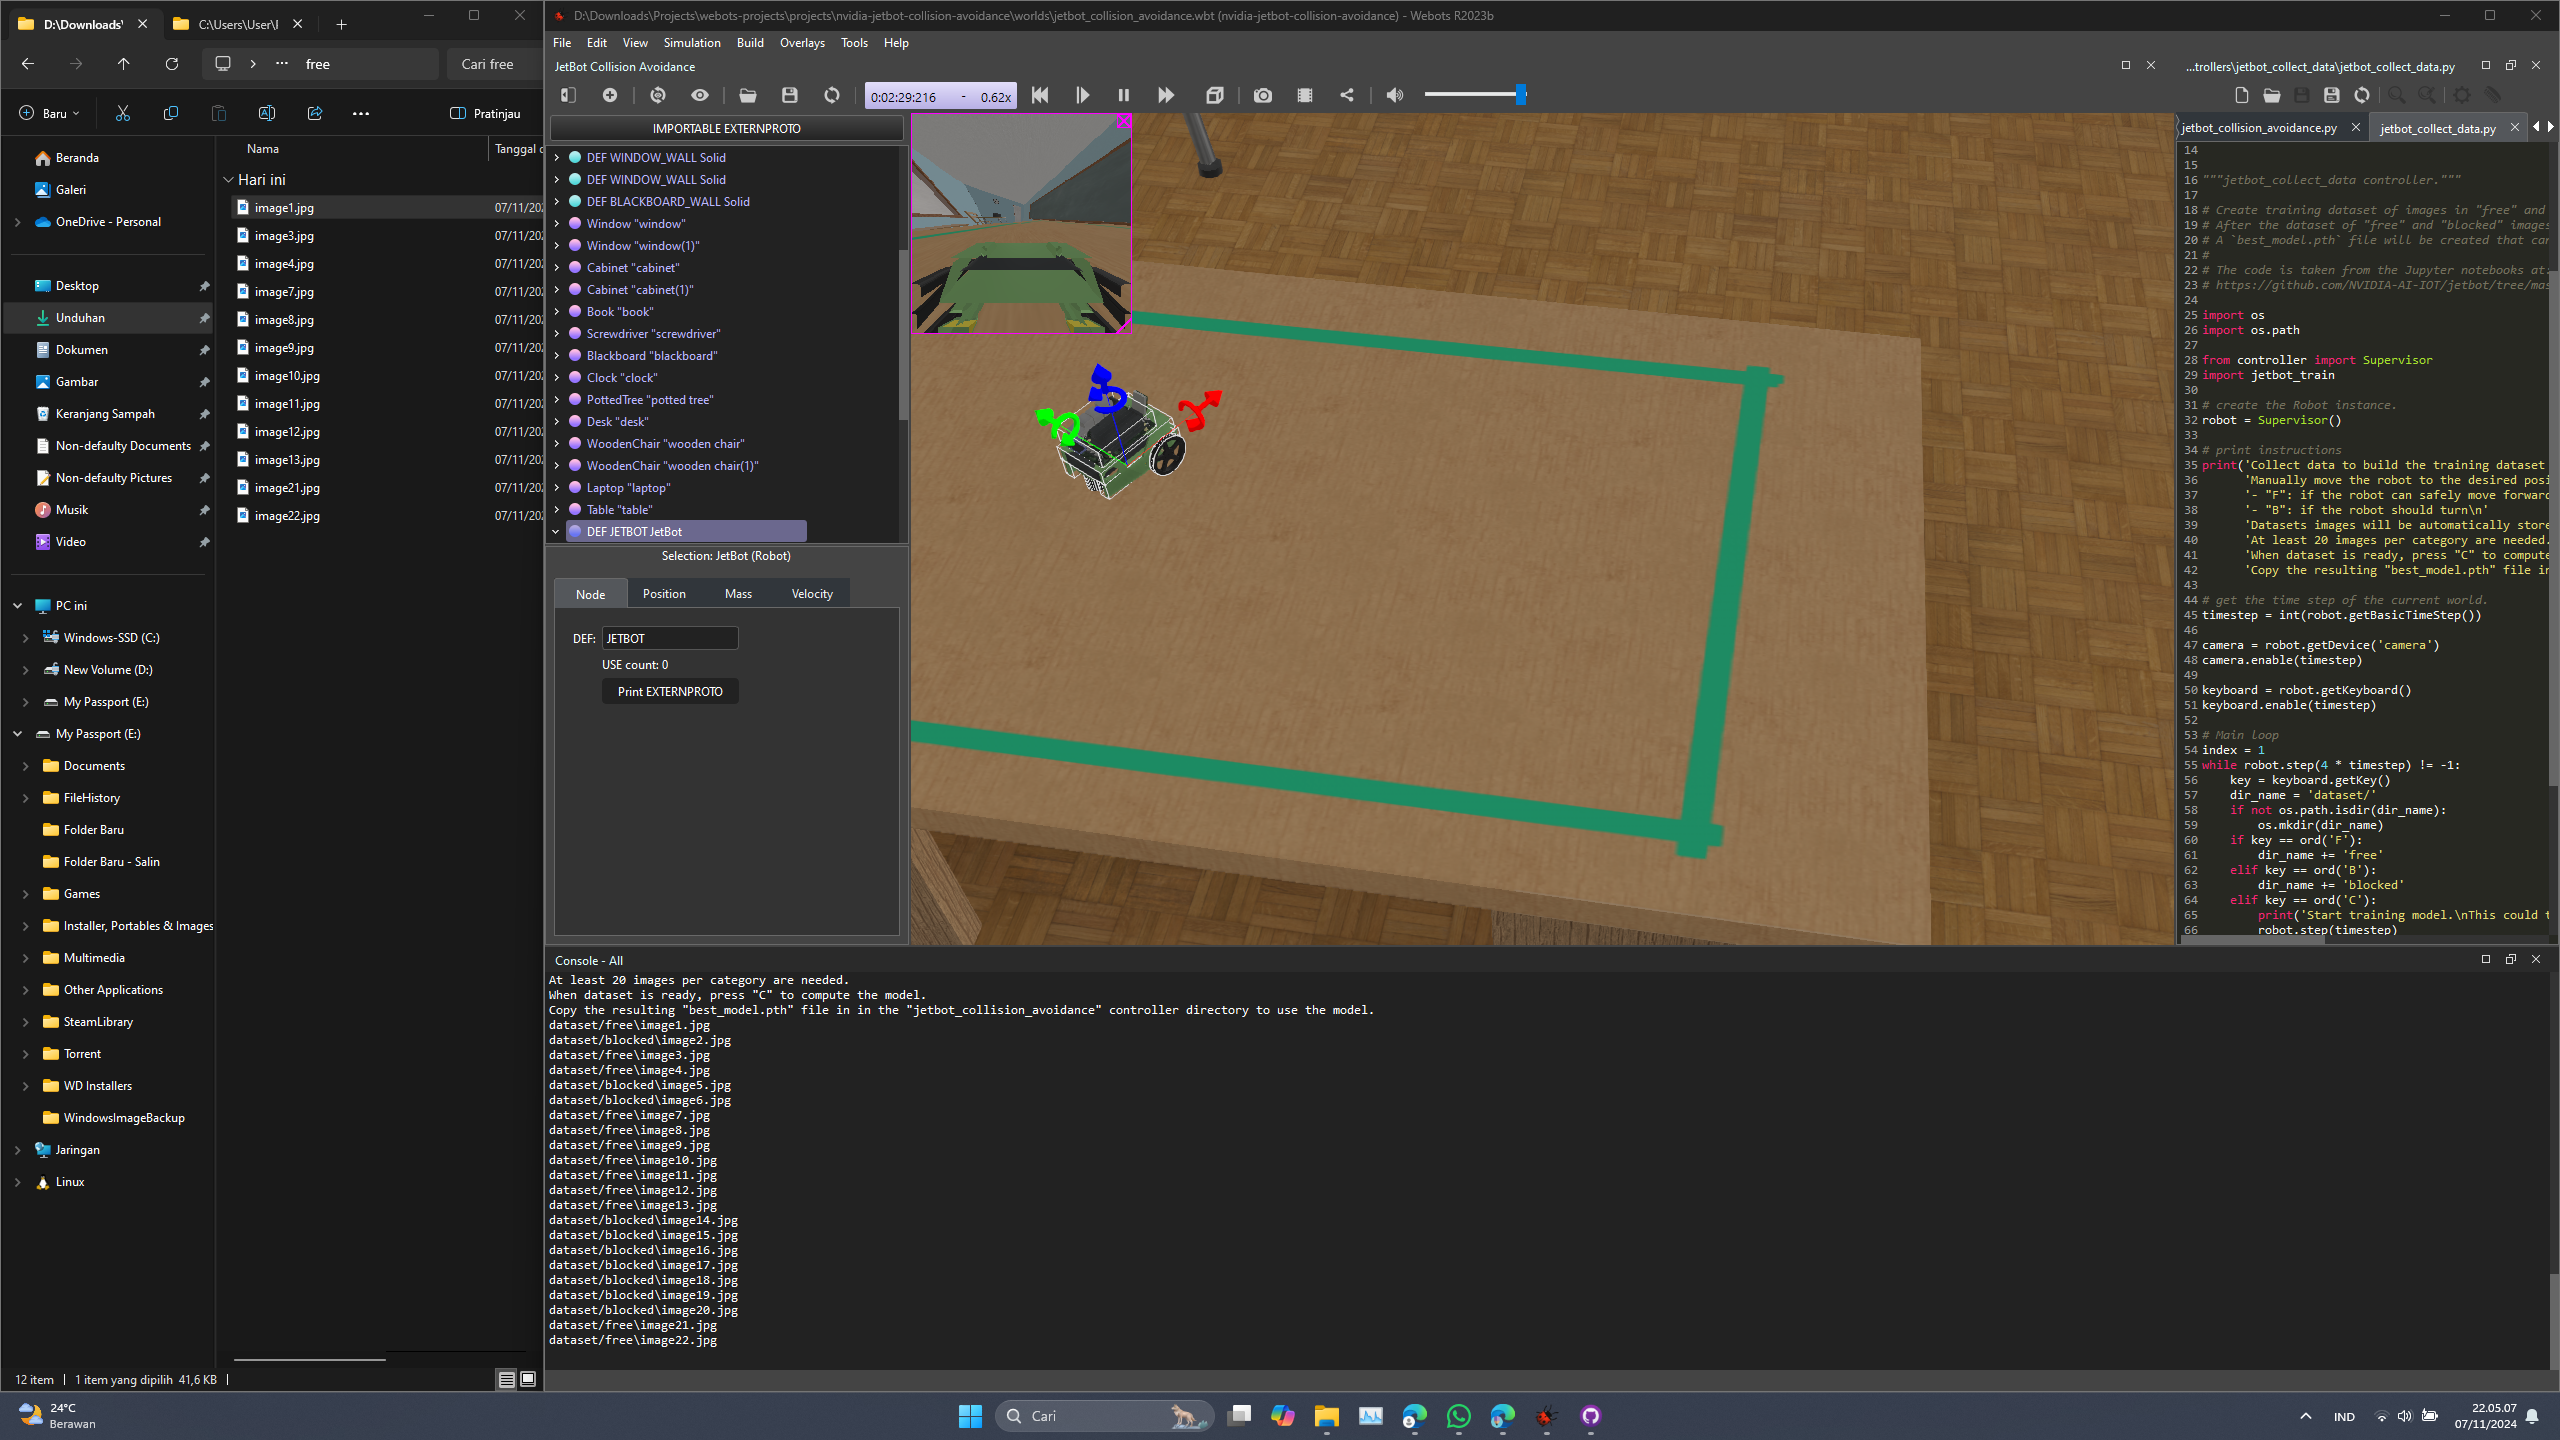 D:\Downloads'
C:\Users\User\I
free
Cari free
Baru
Pratinjau
Beranda
Galeri
OneDrive - Personal
Desktop
Unduhan
Dokumen
Gambar
Keranjang Sampah
Non-defaulty Documents
Non-defaulty Pictures
Musik
Video
PC ini
Windows-SSD (C:)
New Volume (D:)
My Passport (E:)
My Passport (E:)
Documents
FileHistory
Folder Baru
Folder Baru - Salin
Games
Installer, Portables & Images
Multimedia
Other Applications
SteamLibrary
Torrent
WD Installers
WindowsImageBackup
Jaringan
Linux
Nama
Tanggal
Hari ini
image1.jpg 07/11/202
image3.jpg 07/11/202
image4.jpg 07/11/202
image7.jpg 07/11/202
image8.jpg 07/11/202
image9.jpg 07/11/202
image10.jpg 07/11/202
image11.jpg 07/11/202
image12.jpg 07/11/202
image13.jpg 07/11/202
image21.jpg 07/11/202
image22.jpg 07/11/202
12 item
1 item yang dipilih 41,6 KB
D:\Downloads\Projects\webots-projects\projects\nvidia-jetbot-collision-avoidance\worlds\jetbot_collision_avoidance.wbt (nvidia-jetbot-collision-avoidance) - Webots R2023b
File Edit View Simulation Build Overlays Tools Help
JetBot Collision Avoidance
0:02:29:216 - 0.62x
IMPORTABLE EXTERNPROTO
DEF WINDOW_WALL Solid
DEF WINDOW_WALL Solid
DEF BLACKBOARD_WALL Solid
Window "window"
Window "window(1)"
Cabinet "cabinet"
Cabinet "cabinet(1)"
Book "book"
Screwdriver "screwdriver"
Blackboard "blackboard"
Clock "clock"
PottedTree "potted tree"
Desk "desk"
WoodenChair "wooden chair"
WoodenChair "wooden chair(1)"
Laptop "laptop"
Table "table"
DEF JETBOT JetBot
Selection: JetBot (Robot)
Node Position Mass Velocity
DEF: JETBOT
USE count: 0
Print EXTERNPROTO
...trollers\jetbot_collect_data\jetbot_collect_data.py
jetbot_collision_avoidance.py
jetbot_collect_data.py
14
15
16 """jetbot_collect_data controller."""
17
18 # Create training dataset of images in "free" and
19 # After the dataset of "free" and "blocked" images
20 # A `best_model.pth` file will be created that can
21 #
22 # The code is taken from the Jupyter notebooks at:
23 # https://github.com/NVIDIA-AI-IOT/jetbot/tree/mas
24
25 import os
26 import os.path
27
28 from controller import Supervisor
29 import jetbot_train
30
31 # create the Robot instance.
32 robot = Supervisor()
33
34 # print instructions
35 print('Collect data to build the training dataset
36 'Manually move the robot to the desired posi
37 '- "F": if the robot can safely move forward
38 '- "B": if the robot should turn\n'
39 'Datasets images will be automatically store
40 'At least 20 images per category are needed.
41 'When dataset is ready, press "C" to compute
42 'Copy the resulting "best_model.pth" file in
43
44 # get the time step of the current world.
45 timestep = int(robot.getBasicTimeStep())
46
47 camera = robot.getDevice('camera')
48 camera.enable(timestep)
49
50 keyboard = robot.getKeyboard()
51 keyboard.enable(timestep)
52
53 # Main loop
54 index = 1
55 while robot.step(4 * timestep) != -1:
56 key = keyboard.getKey()
57 dir_name = 'dataset/'
58 if not os.path.isdir(dir_name):
59 os.mkdir(dir_name)
60 if key == ord('F'):
61 dir_name += 'free'
62 elif key == ord('B'):
63 dir_name += 'blocked'
64 elif key == ord('C'):
65 print('Start training model.\nThis could t
66 robot.step(timestep)
Console - All
At least 20 images per category are needed.
When dataset is ready, press "C" to compute the model.
Copy the resulting "best_model.pth" file in in the "jetbot_collision_avoidance" controller directory to use the model.
dataset/free\image1.jpg
dataset/blocked\image2.jpg
dataset/free\image3.jpg
dataset/free\image4.jpg
dataset/blocked\image5.jpg
dataset/blocked\image6.jpg
dataset/free\image7.jpg
dataset/free\image8.jpg
dataset/free\image9.jpg
dataset/free\image10.jpg
dataset/free\image11.jpg
dataset/free\image12.jpg
dataset/free\image13.jpg
dataset/blocked\image14.jpg
dataset/blocked\image15.jpg
dataset/blocked\image16.jpg
dataset/blocked\image17.jpg
dataset/blocked\image18.jpg
dataset/blocked\image19.jpg
dataset/blocked\image20.jpg
dataset/free\image21.jpg
dataset/free\image22.jpg
24°C
Berawan
Cari
IND
22.05.07
07/11/2024